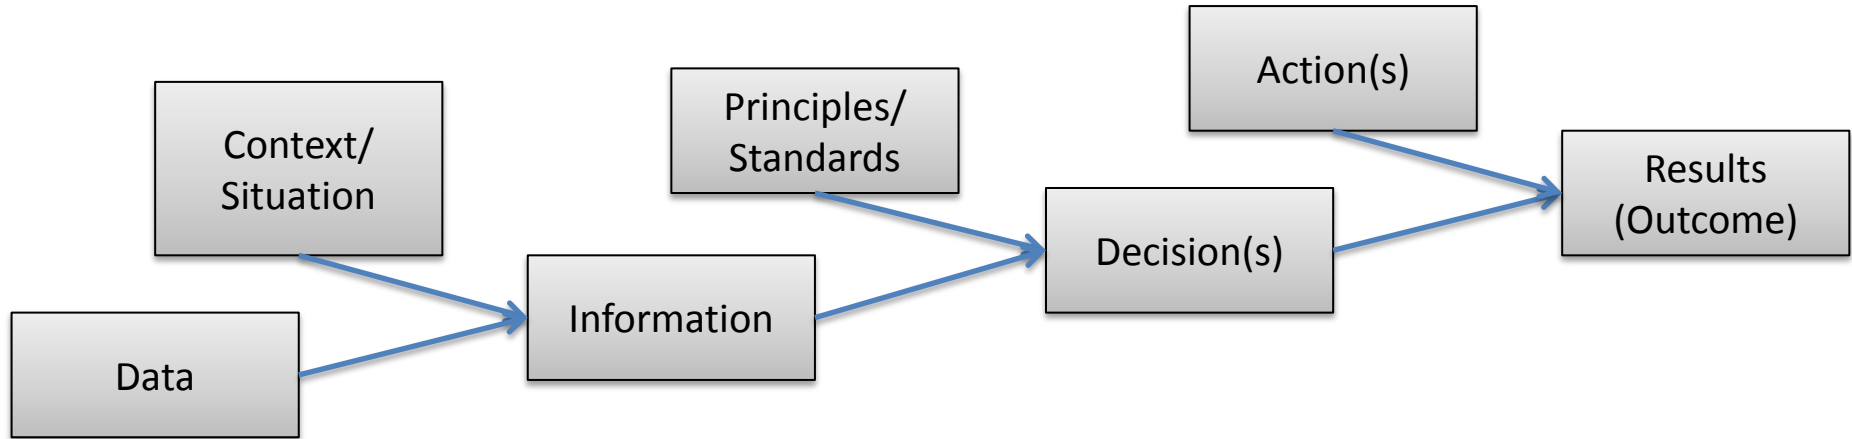 Data
Context/
Situation
Information
Principles/
Standards
Decision(s)
Action(s)
Results
(Outcome)